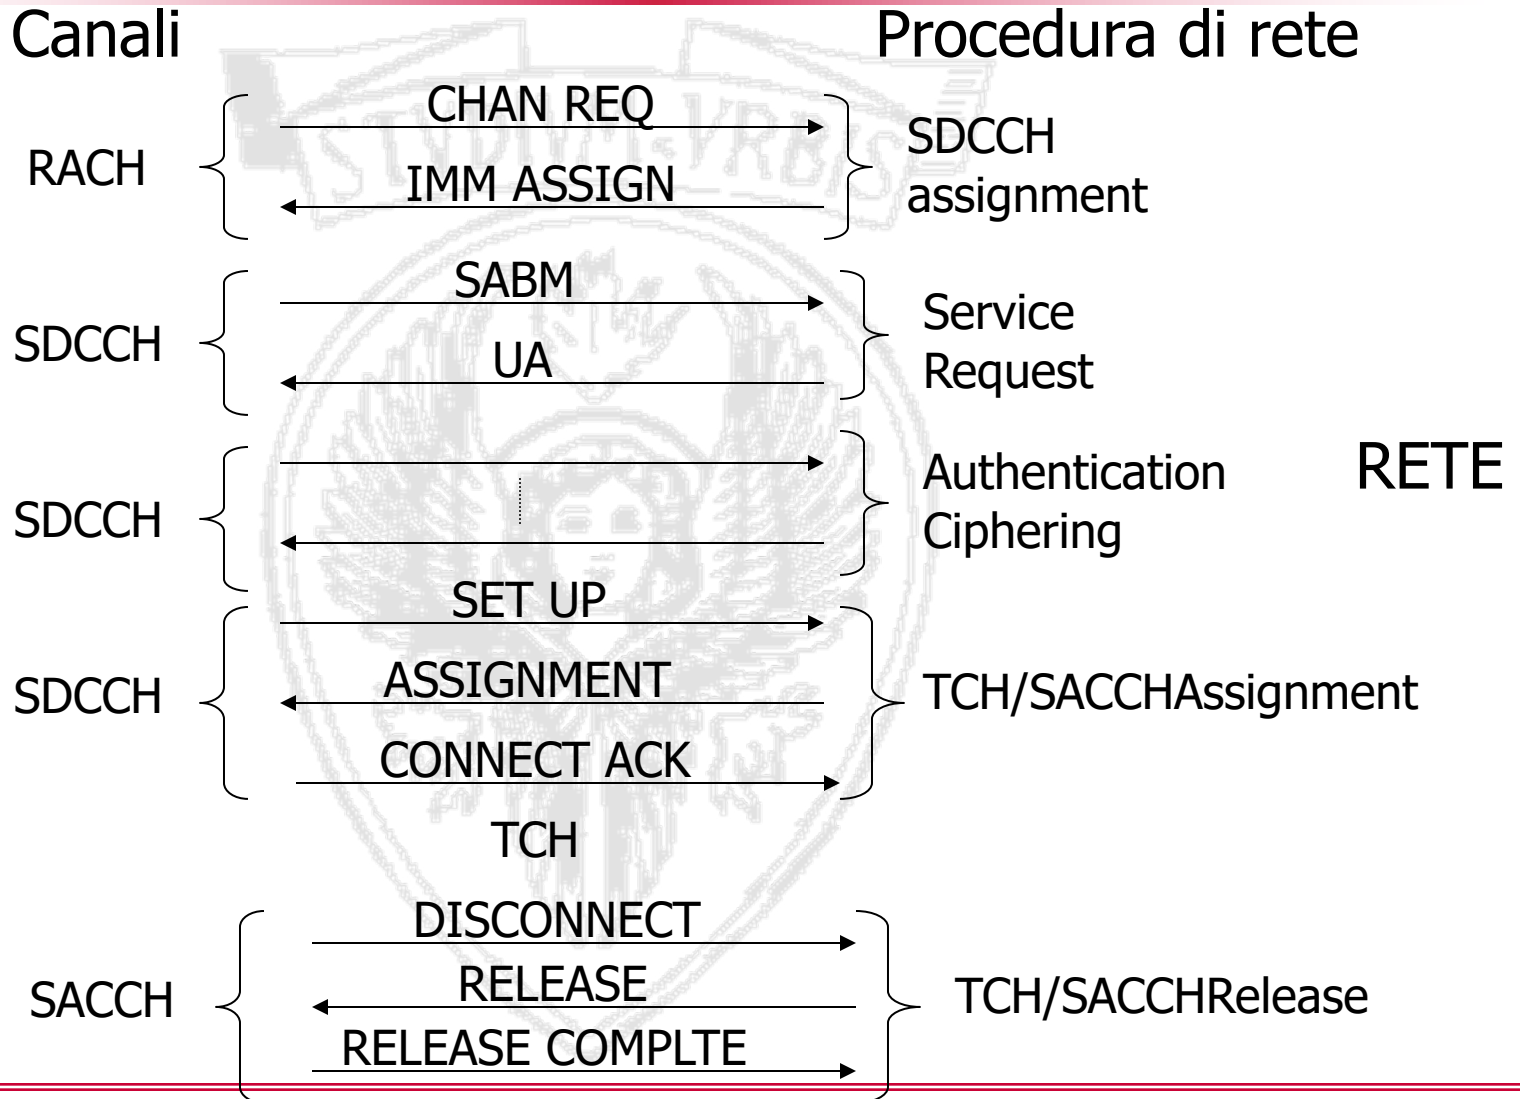 Canali
Procedura di rete
CHAN REQ
RACH
IMM ASSIGN
SDCCH
assignment
SABM
SDCCH
UA
Service
Request
SDCCH
Authentication
Ciphering
RETE
SET UP
SDCCH
ASSIGNMENT
TCH/SACCHAssignment
CONNECT ACK
TCH
DISCONNECT
SACCH
RELEASE
TCH/SACCHRelease
RELEASE COMPLTE